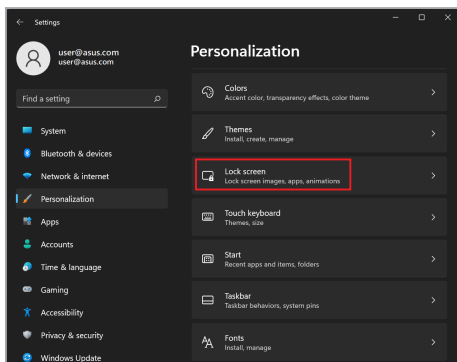 Settings
user@asus.com
user@asus.com
Find a setting
System
Bluetooth & devices
Network & internet
Personalization
Apps
Accounts
Time & language
Gaming
Accessibility
Privacy & security
Windows Update
Personalization
Colors
Accent color, transparency effects, color theme
Themes
Install, create, manage
Lock screen
Lock screen images, apps, animations
Touch keyboard
Themes, size
Start
Recent apps and items, folders
Taskbar
Taskbar behaviors, system pins
Fonts
Install, manage